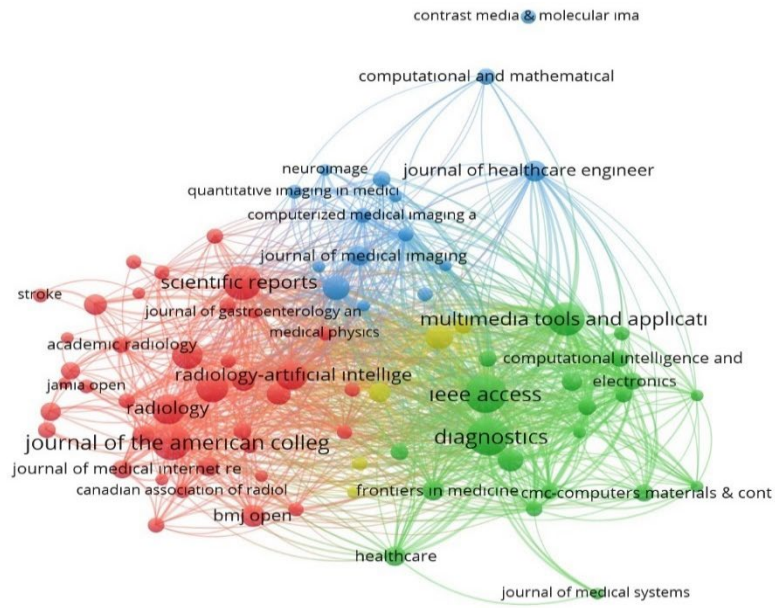 contrast media & molecular ima
computational and mathematical
neuroimage
journal of healthcare engineer
quantitative imaging in medici
computerized medical imaging a
journal of medical imaging
scientific reports
stroke
journal of gastroenterology an
multimedia tools and applicati
medical physics
academic radiology
computational intelligence and
radiology-artificial intellige
jamia open
electronics
ieee access
radiology
journal of the american colleg
diagnostics
journal of medical internet re
canadian association of radiol
frontiers in medicine
cmc-computers materials & cont
bmj open
healthcare
journal of medical systems